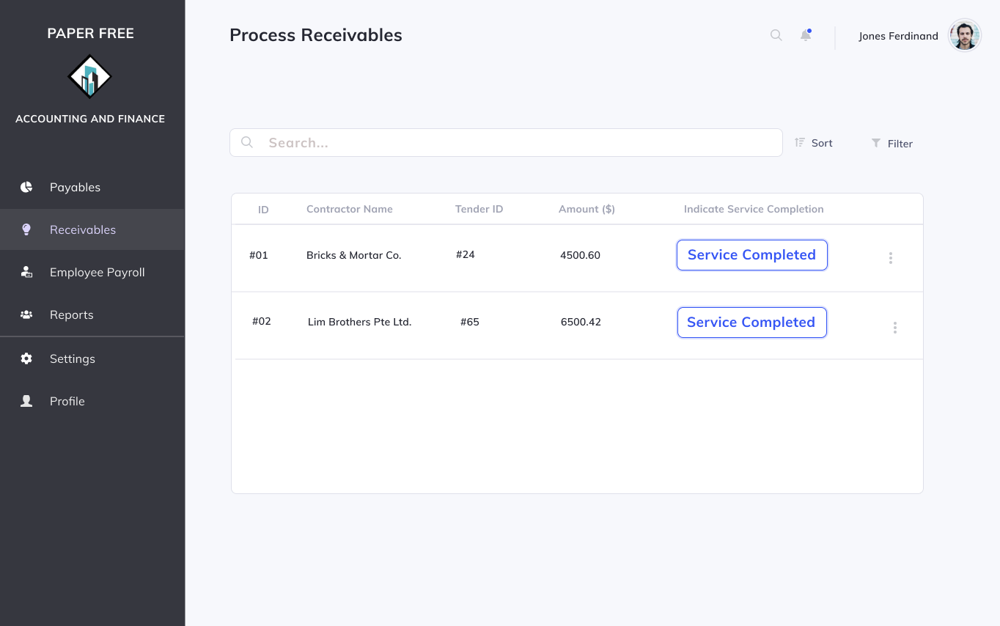 PAPER FREE
ACCOUNTING AND FINANCE
Payables
Receivables
Employee Payroll
Reports
Settings
Profile
Process Receivables
Jones Ferdinand
Search...
Sort
Filter
ID Contractor Name Tender ID Amount ($) Indicate Service Completion
#01 Bricks & Mortar Co. #24 4500.60 Service Completed
#02 Lim Brothers Pte Ltd. #65 6500.42 Service Completed